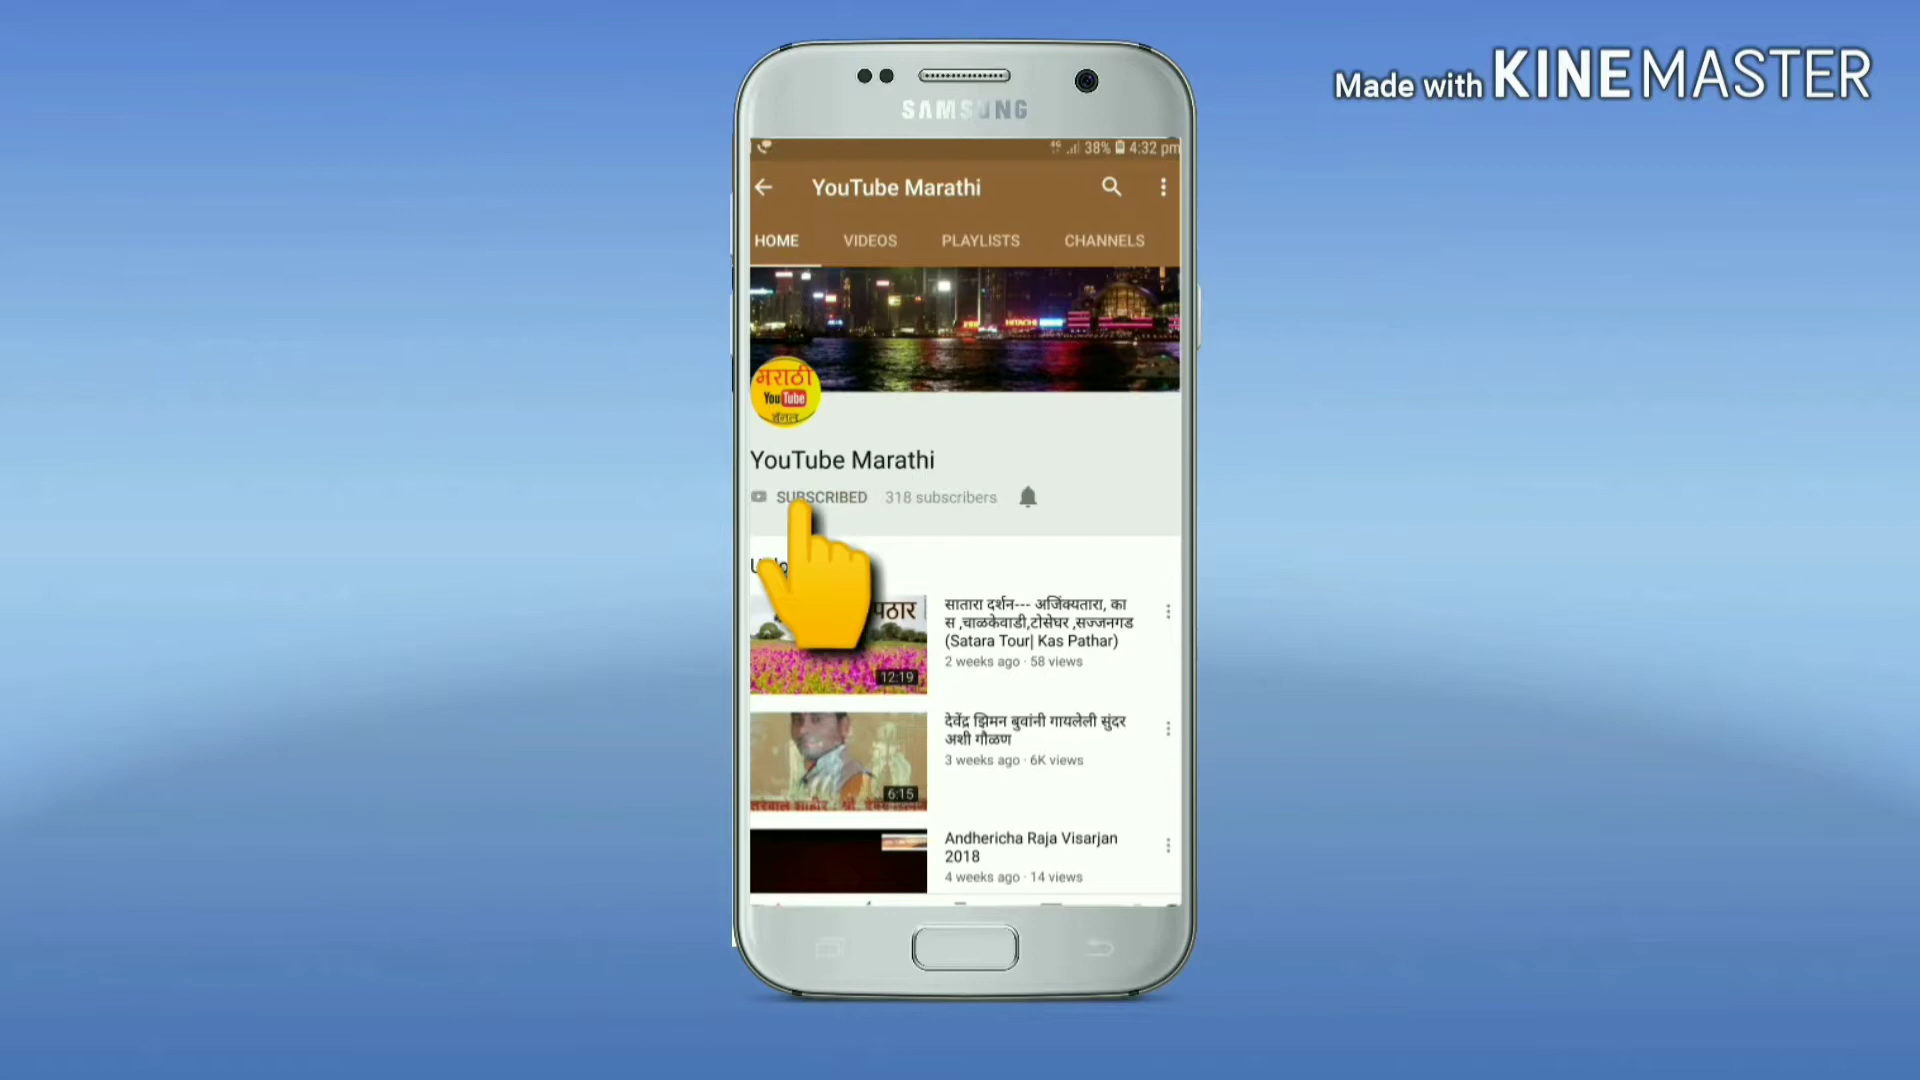 Made with KINEMASTER
SAMSUNG
38% 4:32 pm
YouTube Marathi
HOME VIDEOS PLAYLISTS CHANNELS
HITACHI
मराठी
YouTube
चॅनल
YouTube Marathi
SUBSCRIBED 318 subscribers
पठार
12:19
सातारा दर्शन--- अजिंक्यतारा, का
स ,चाळकेवाडी,टोसेघर ,सज्जनगड
(Satara Tour| Kas Pathar)
2 weeks ago · 58 views
6:15
देवेंद्र झिमन बुवांनी गायलेली सुंदर
अशी गौळण
3 weeks ago · 6K views
Andhericha Raja Visarjan
2018
4 weeks ago · 14 views